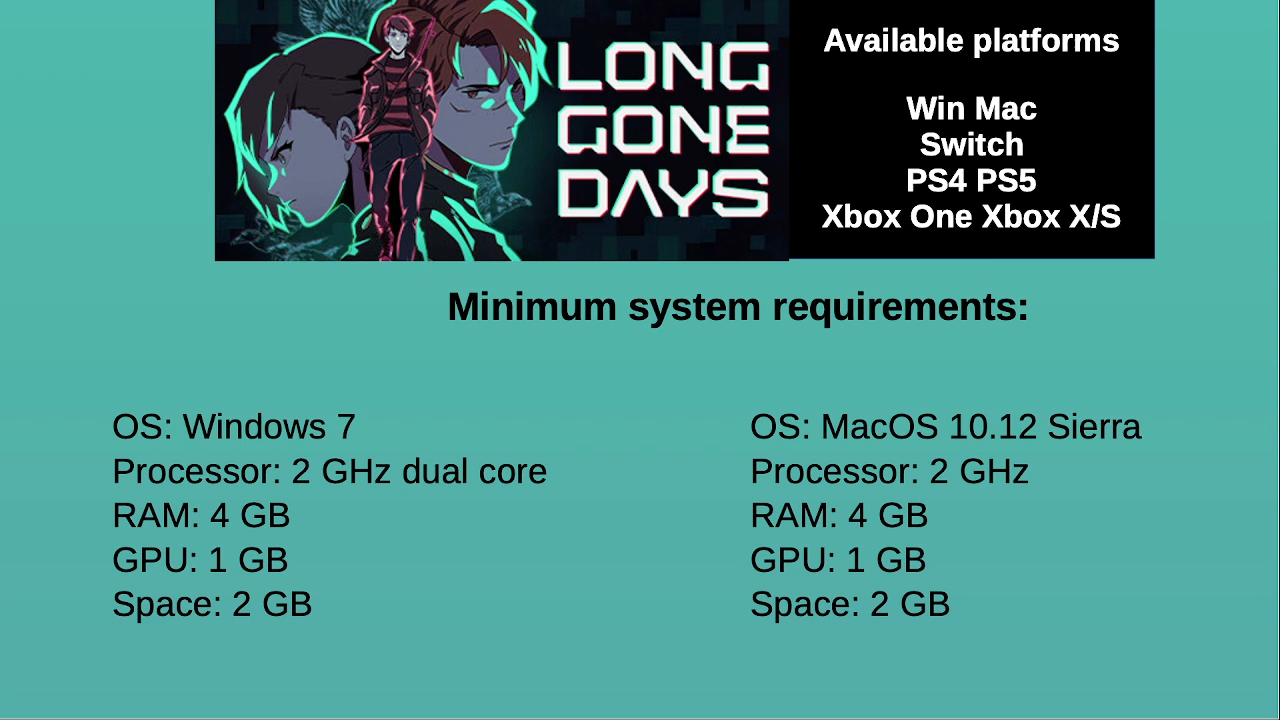 LONG
GONE
DAYS
Available platforms
Win Mac
Switch
PS4 PS5
Xbox One Xbox X/S
Minimum system requirements:
OS: Windows 7
Processor: 2 GHz dual core
RAM: 4 GB
GPU: 1 GB
Space: 2 GB
OS: MacOS 10.12 Sierra
Processor: 2 GHz
RAM: 4 GB
GPU: 1 GB
Space: 2 GB